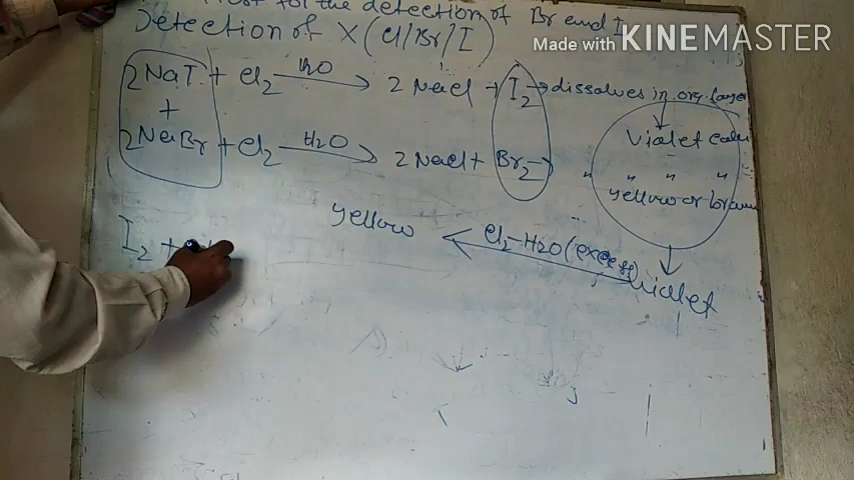 for the detection of Br and I
Detection of X (Cl/Br/I)
Made with KINEMASTER
2NaI + Cl2 H2O → 2NaCl + I2 → dissolves in org. layer
+
↓
Violet
2NaBr + Cl2 H2O → 2NaCl + Br2 → " " " "
yellow or brown
I2 +
yellow ← Cl2-H2O (excess)
↓
violet